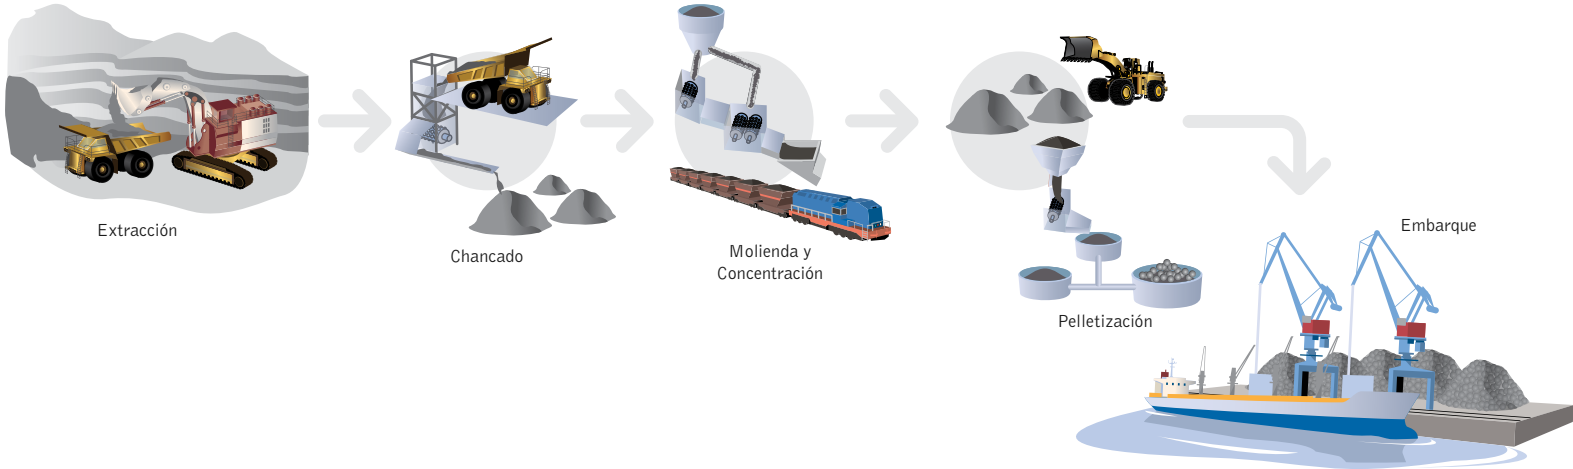 Extracción
Chancado
Molienda y
Concentración
Pelletización
Embarque